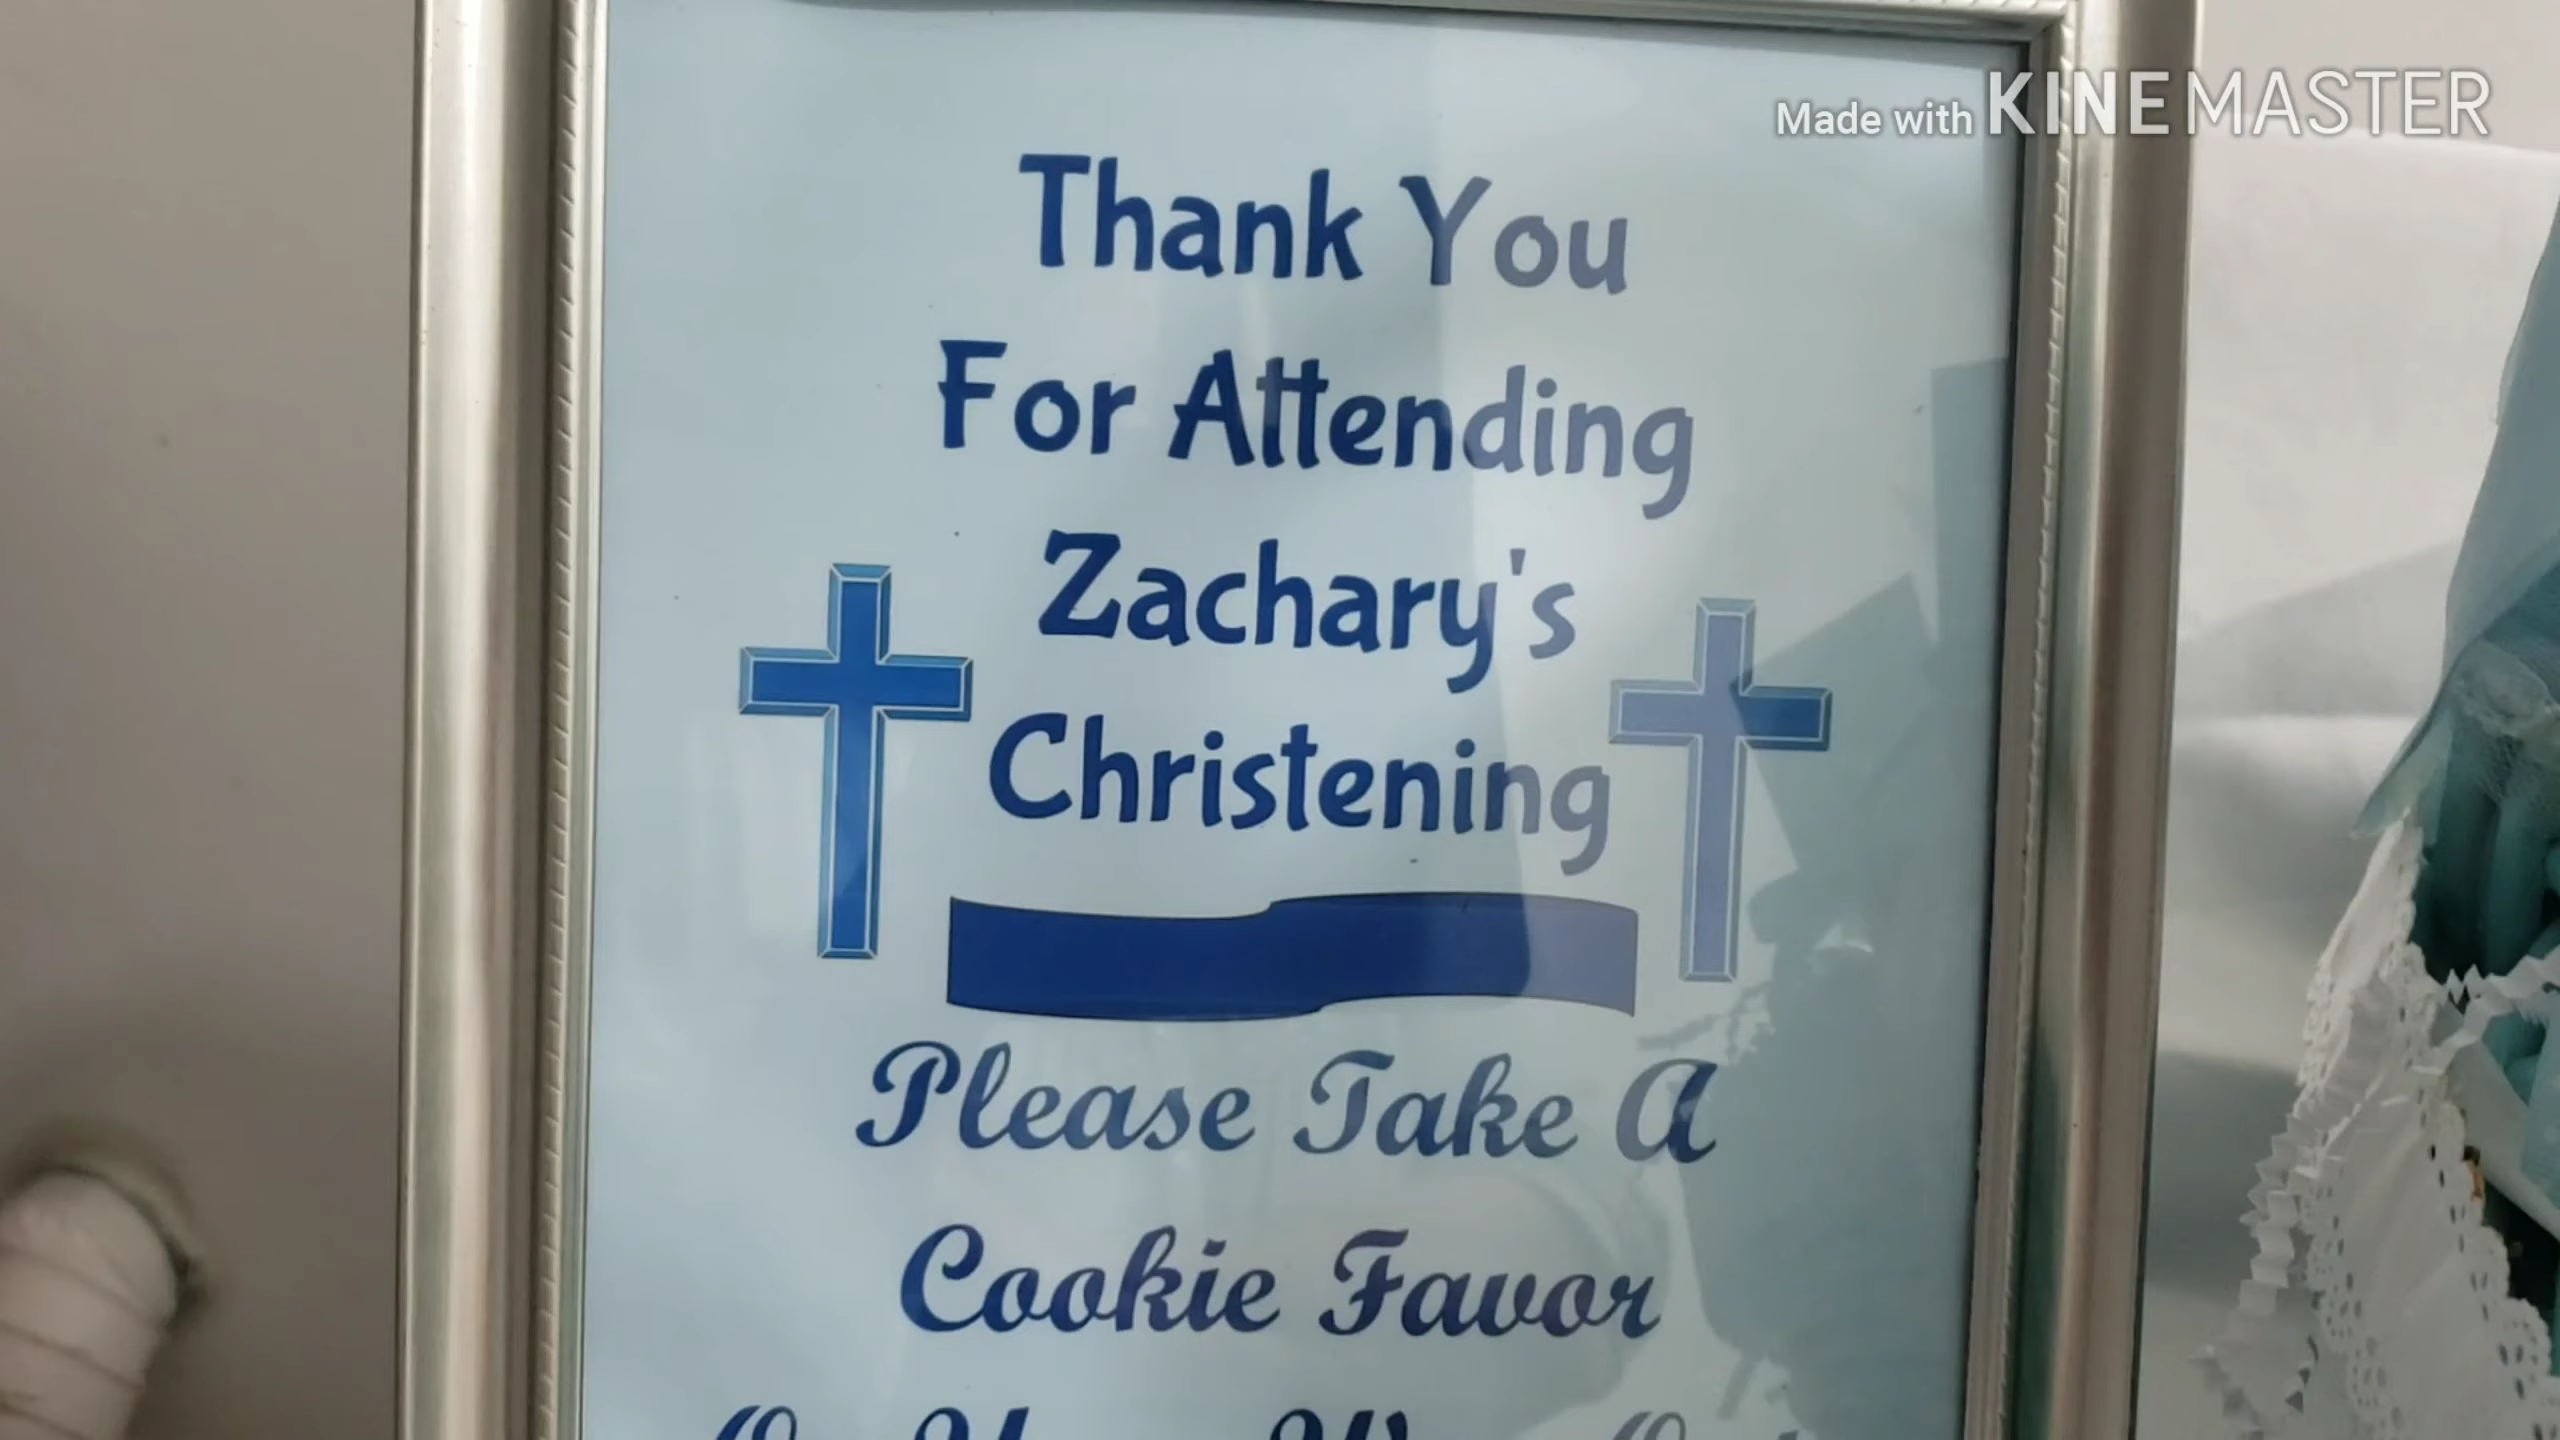 Made with KINEMASTER
Thank You
For Attending
Zachary's
Christening
Please Take A
Cookie Favor